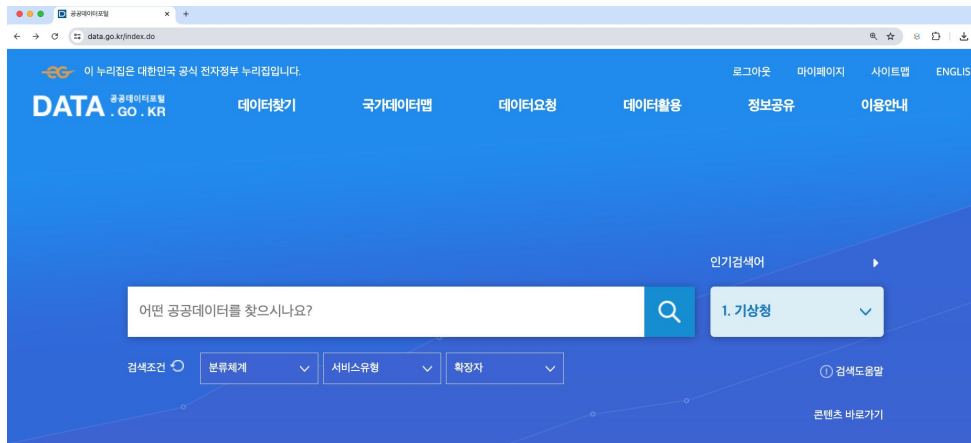 공공데이터포털
data.go.kr/index.do
이 누리집은 대한민국 공식 전자정부 누리집입니다.
로그아웃 마이페이지 사이트맵 ENGLIS
DATA 공공데이터포털 . GO . KR
데이터찾기 국가데이터맵 데이터요청 데이터활용 정보공유 이용안내
인기검색어
어떤 공공데이터를 찾으시나요?
1. 기상청
검색조건 분류체계 서비스유형 확장자
검색도움말
콘텐츠 바로가기